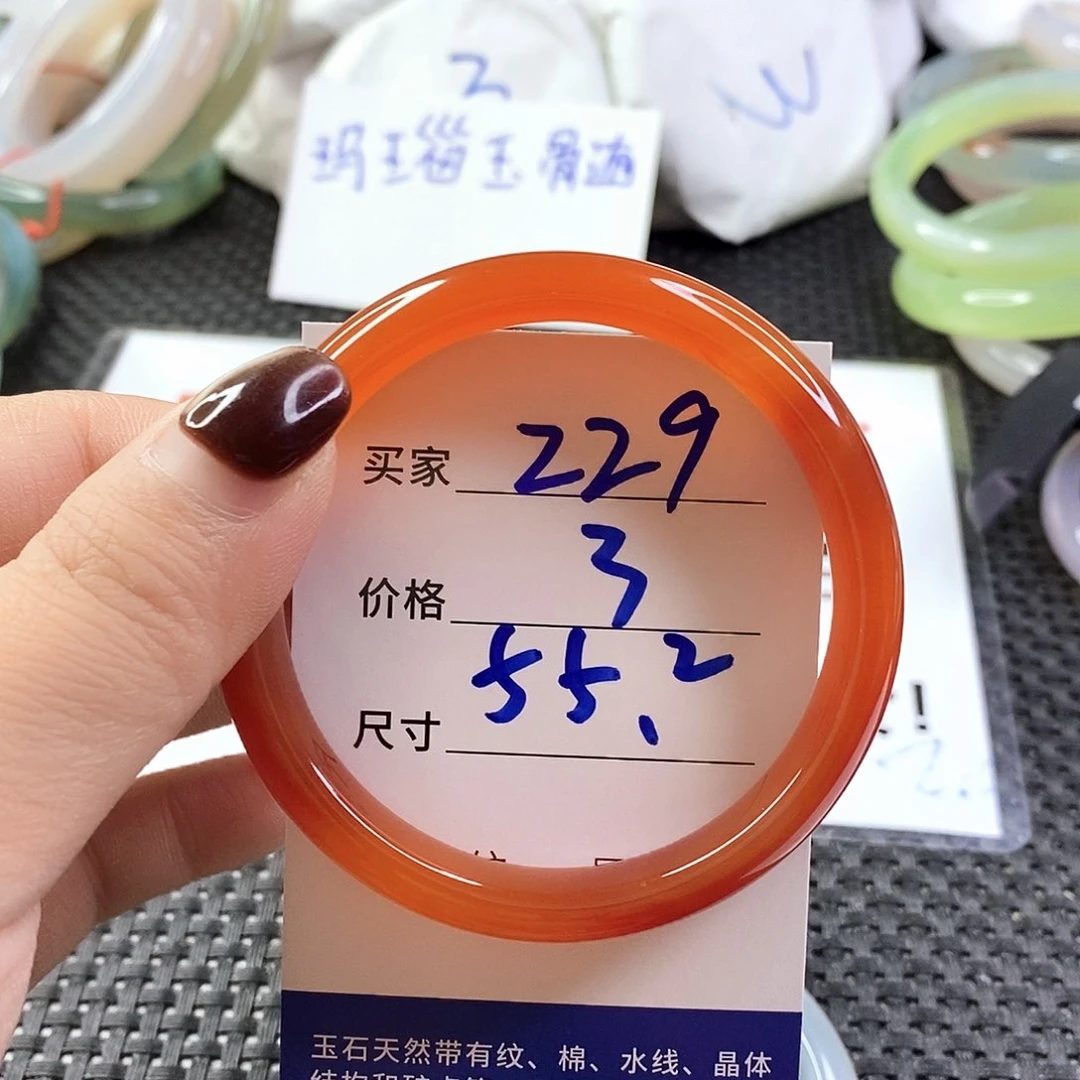 玛瑙玉骨髓
买家 229
价格 3
尺寸 55.2
玉石天然带有纹、棉、水线、晶体